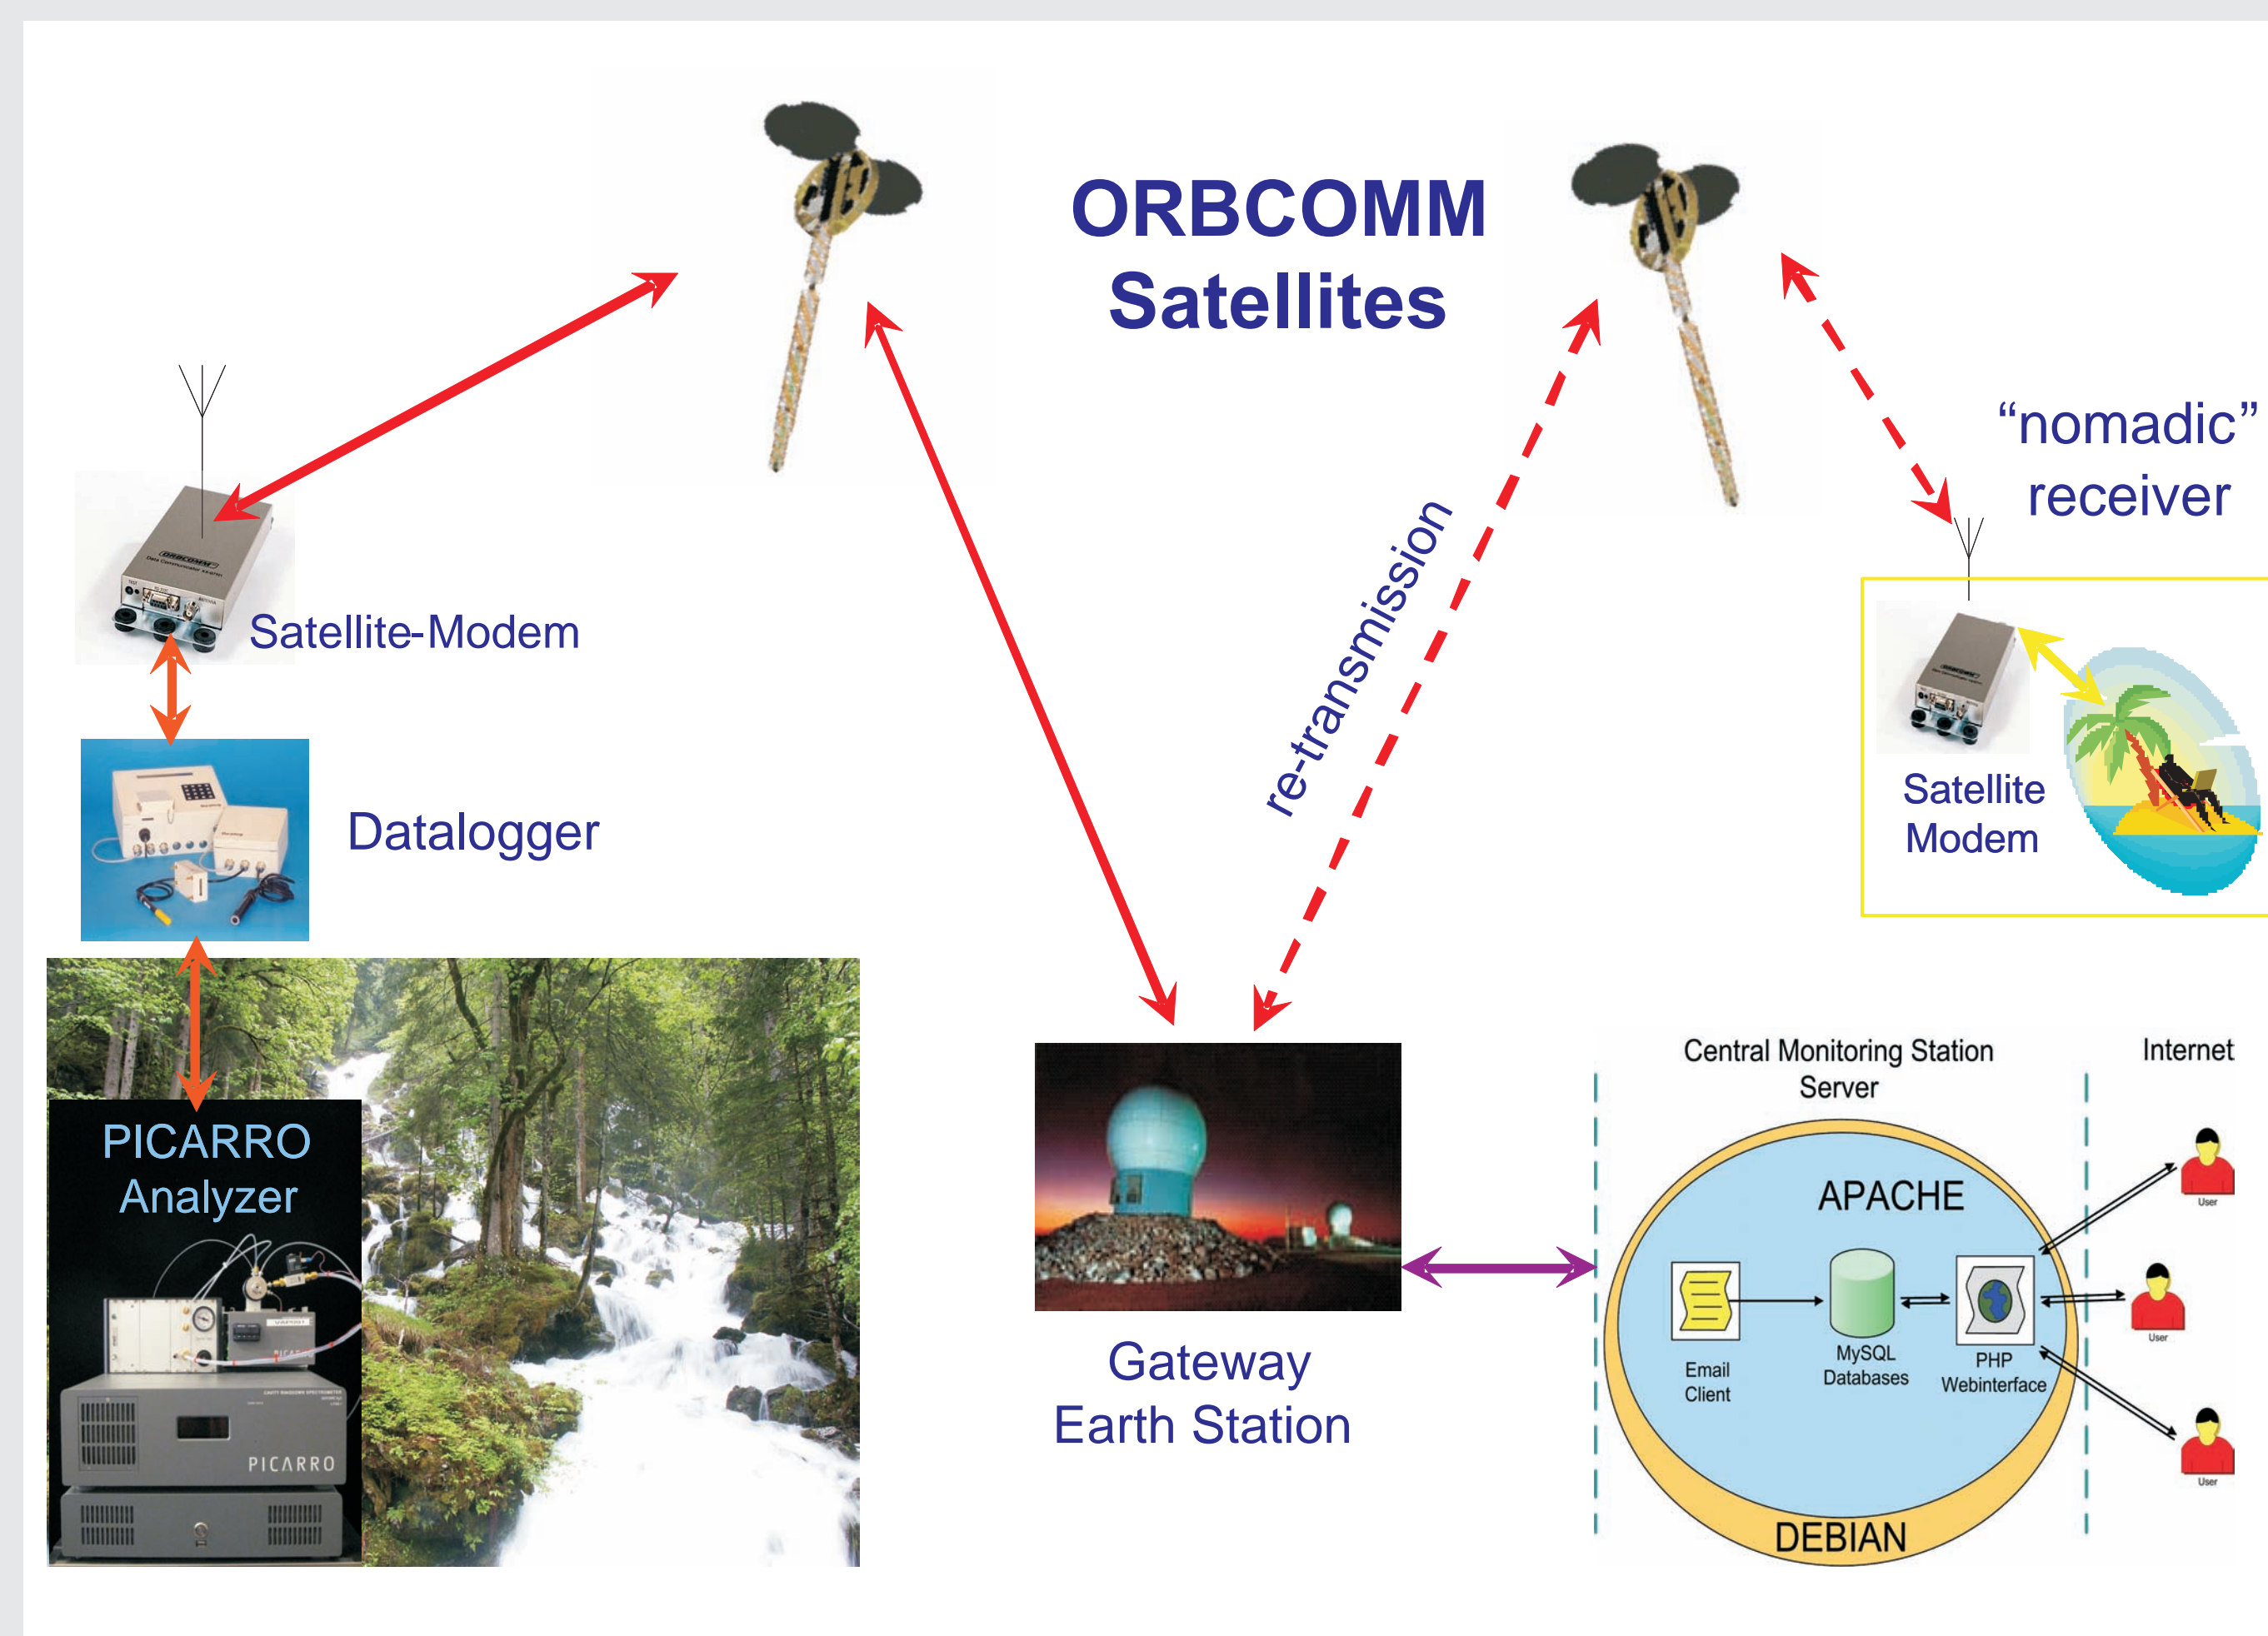 ORBCOMM
Satellites
“nomadic”
receiver
re-transmission
ORBCOMM
Satellite-Modem
Satellite
Modem
Datalogger
PICARRO
Analyzer
PICARRO
Gateway
Earth Station
Central Monitoring Station
Server
Internet
APACHE
Email
Client
MySQL
Databases
PHP
Webinterface
User
User
User
DEBIAN